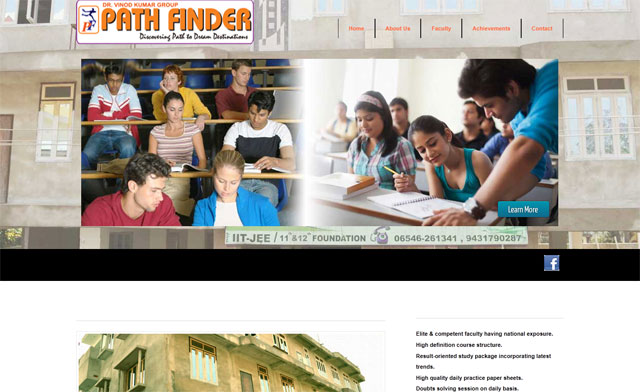 DR. VINOD KUMAR GROUP
PATH FINDER
Discovering Path to Dream Destinations
Home
About Us
Faculty
Achievements
Contact
Learn More
IIT-JEE / 11th & 12th FOUNDATION 06546-261341 , 9431790287
f
Elite & competent faculty having national exposure.
High definition course structure.
Result-oriented study package incorporating latest
trends.
High quality daily practice paper sheets.
Doubts solving session on daily basis.